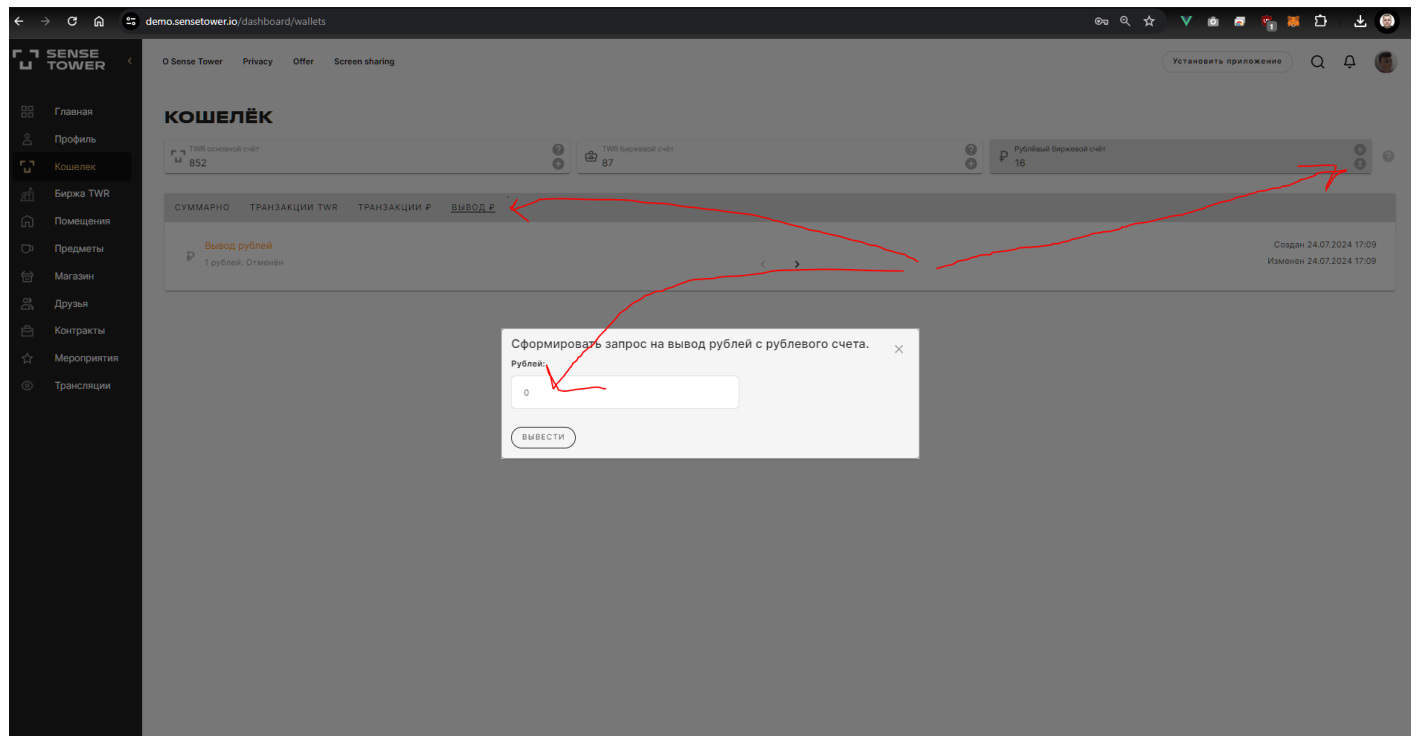 demo.sensetower.io/dashboard/wallets
1
SENSE
TOWER
О Sense Tower Privacy Offer Screen sharing
Установить приложение
Главная
Профиль
Кошелек
Биржа TWR
Помещения
Предметы
Магазин
Друзья
Контракты
Мероприятия
Трансляции
КОШЕЛЁК
TWR основной счёт
852
TWR биржевой счёт
87
₽ Рублёвый биржевой счёт
16
СУММАРНО ТРАНЗАКЦИИ TWR ТРАНЗАКЦИИ ₽ ВЫВОД ₽
₽ Вывод рублей
1 рублей. Отменён
Создан 24.07.2024 17:09
Изменен 24.07.2024 17:09
Сформировать запрос на вывод рублей с рублевого счета.
Рублей:
0
ВЫВЕСТИ